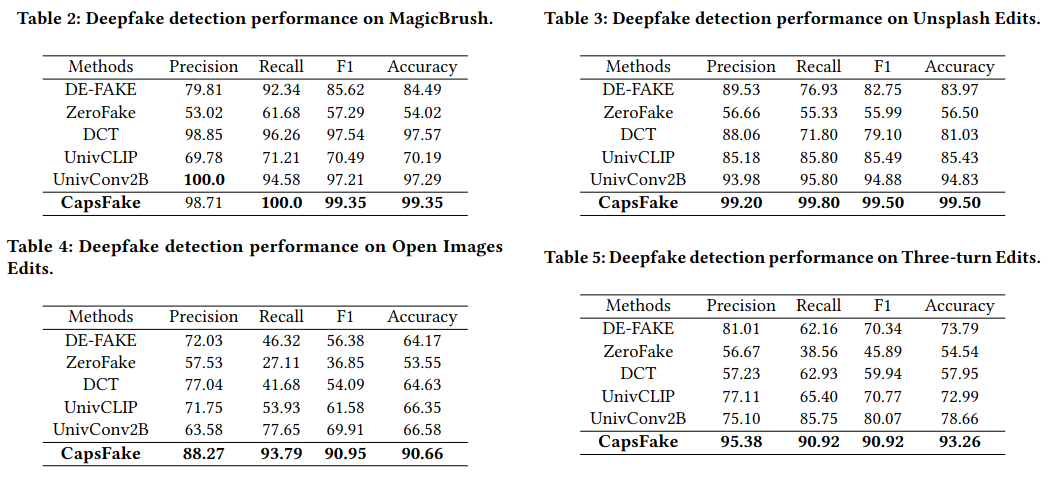 Table 2: Deepfake detection performance on MagicBrush.
Methods Precision Recall F1 Accuracy
DE-FAKE 79.81 92.34 85.62 84.49
ZeroFake 53.02 61.68 57.29 54.02
DCT 98.85 96.26 97.54 97.57
UnivCLIP 69.78 71.21 70.49 70.19
UnivConv2B 100.0 94.58 97.21 97.29
CapsFake 98.71 100.0 99.35 99.35
Table 3: Deepfake detection performance on Unsplash Edits.
Methods Precision Recall F1 Accuracy
DE-FAKE 89.53 76.93 82.75 83.97
ZeroFake 56.66 55.33 55.99 56.50
DCT 88.06 71.80 79.10 81.03
UnivCLIP 85.18 85.80 85.49 85.43
UnivConv2B 93.98 95.80 94.88 94.83
CapsFake 99.20 99.80 99.50 99.50
Table 4: Deepfake detection performance on Open Images
Edits.
Methods Precision Recall F1 Accuracy
DE-FAKE 72.03 46.32 56.38 64.17
ZeroFake 57.53 27.11 36.85 53.55
DCT 77.04 41.68 54.09 64.63
UnivCLIP 71.75 53.93 61.58 66.35
UnivConv2B 63.58 77.65 69.91 66.58
CapsFake 88.27 93.79 90.95 90.66
Table 5: Deepfake detection performance on Three-turn Edits.
Methods Precision Recall F1 Accuracy
DE-FAKE 81.01 62.16 70.34 73.79
ZeroFake 56.67 38.56 45.89 54.54
DCT 57.23 62.93 59.94 57.95
UnivCLIP 77.11 65.40 70.77 72.99
UnivConv2B 75.10 85.75 80.07 78.66
CapsFake 95.38 90.92 90.92 93.26